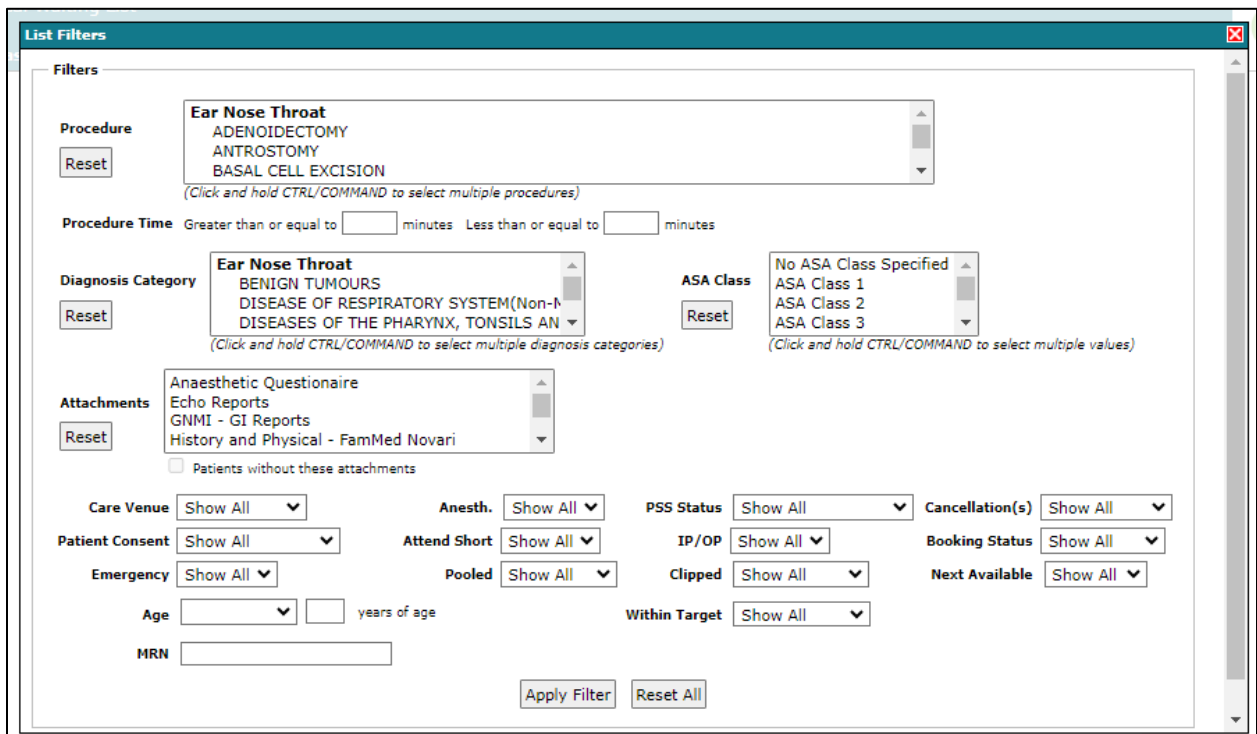 List Filters
Filters
Procedure
Reset
Ear Nose Throat
ADENOIDECTOMY
ANTROSTOMY
BASAL CELL EXCISION
(Click and hold CTRL/COMMAND to select multiple procedures)
Procedure Time Greater than or equal to minutes Less than or equal to minutes
Diagnosis Category
Reset
Ear Nose Throat
BENIGN TUMOURS
DISEASE OF RESPIRATORY SYSTEM(Non-M
DISEASES OF THE PHARYNX, TONSILS AN
(Click and hold CTRL/COMMAND to select multiple diagnosis categories)
ASA Class
Reset
No ASA Class Specified
ASA Class 1
ASA Class 2
ASA Class 3
(Click and hold CTRL/COMMAND to select multiple values)
Attachments
Reset
Anaesthetic Questionaire
Echo Reports
GNMI - GI Reports
History and Physical - FamMed Novari
Patients without these attachments
Care Venue Show All Anesth. Show All PSS Status Show All Cancellation(s) Show All
Patient Consent Show All Attend Short Show All IP/OP Show All Booking Status Show All
Emergency Show All Pooled Show All Clipped Show All Next Available Show All
Age years of age Within Target Show All
MRN
Apply Filter Reset All